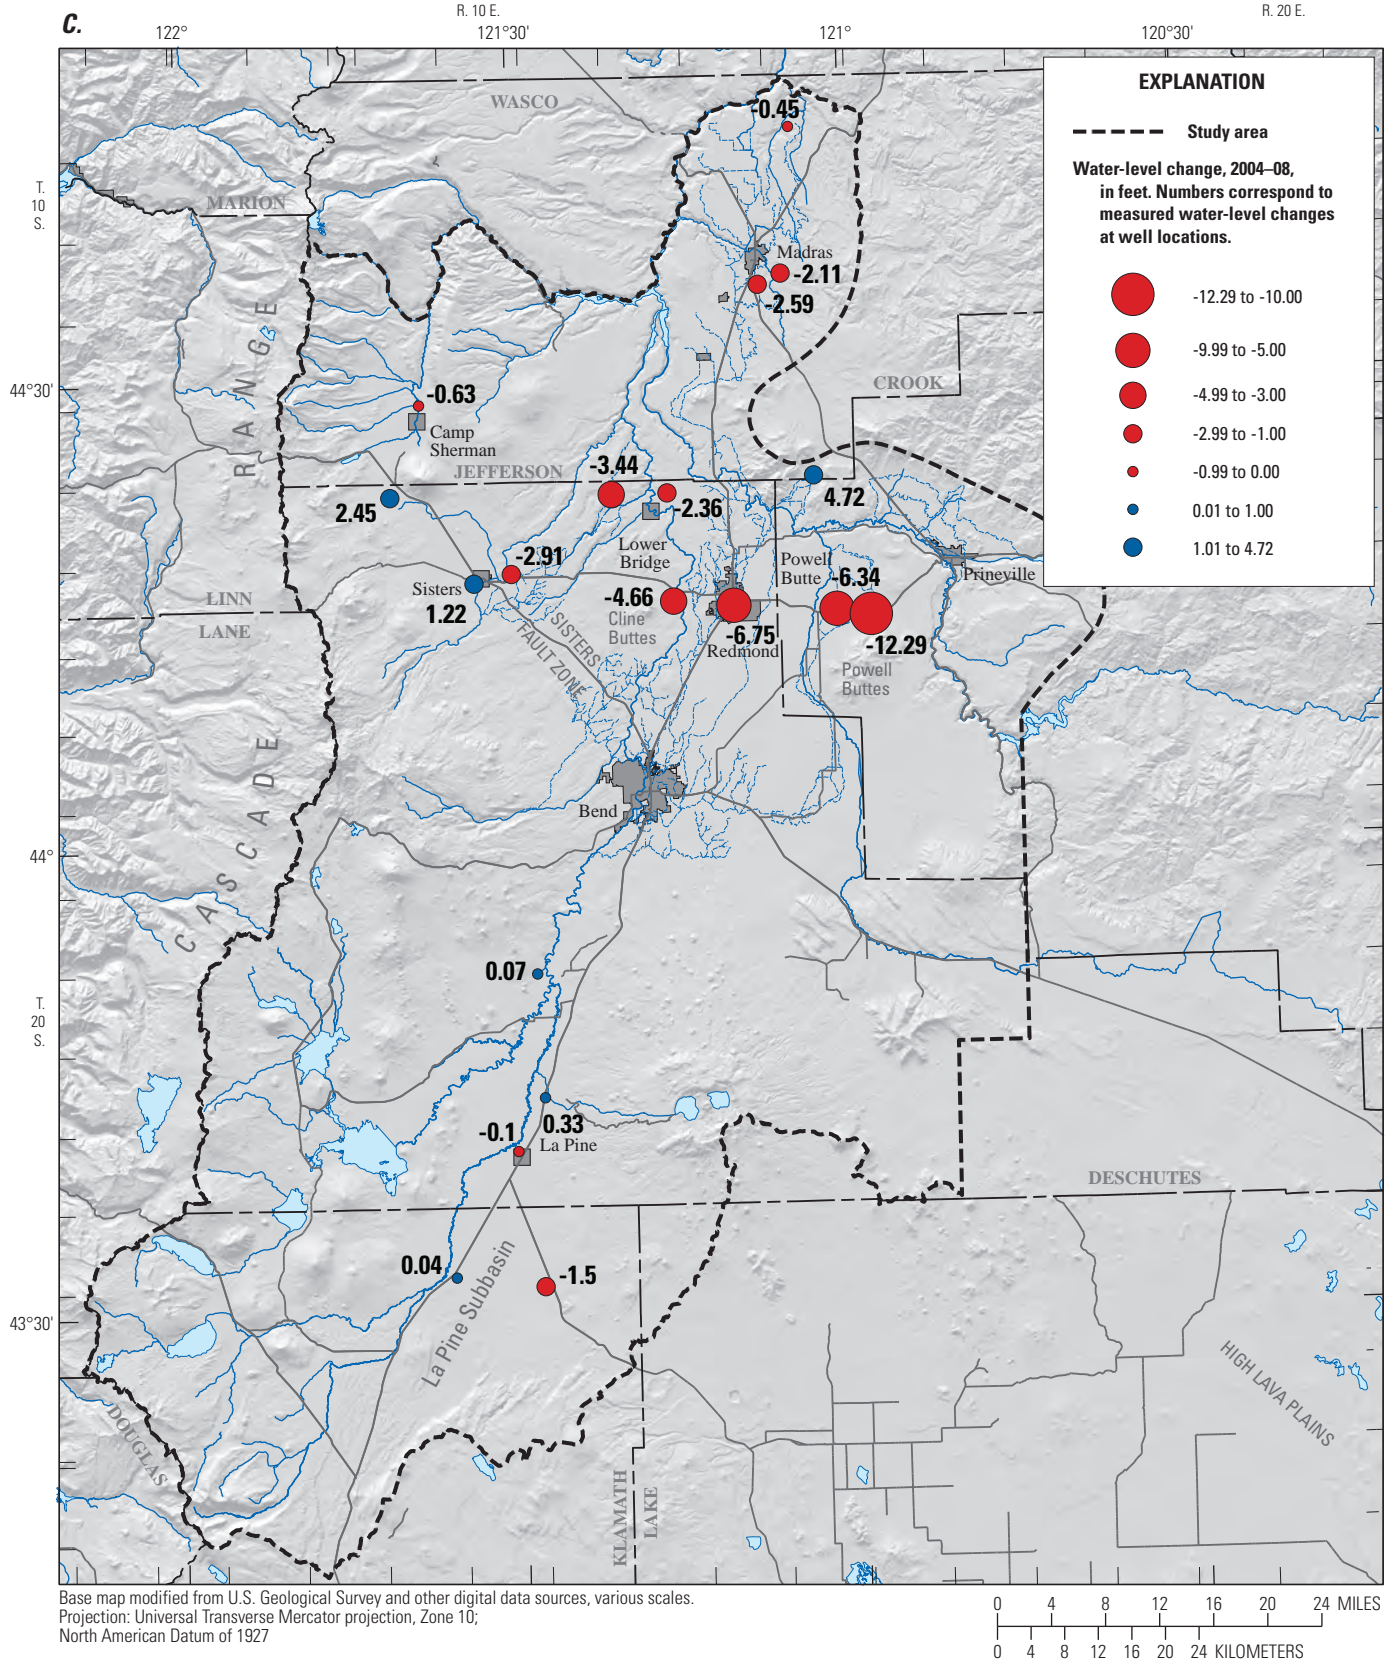 C.
R. 10 E.
R. 20 E.
122°
121°30'
121°
120°30'
EXPLANATION
Study area
Water-level change, 2004–08,
in feet. Numbers correspond to
measured water-level changes
at well locations.
-12.29 to -10.00
-9.99 to -5.00
-4.99 to -3.00
-2.99 to -1.00
-0.99 to 0.00
0.01 to 1.00
1.01 to 4.72
WASCO
-0.45
T.
10
S.
MARION
Madras
-2.11
-2.59
CASCADE RANGE
44°30'
CROOK
-0.63
Camp
Sherman
JEFFERSON
-3.44
4.72
2.45
-2.36
Lower
Bridge
-2.91
Powell
Butte
-6.34
Prineville
Sisters
1.22
-4.66
Cline
Buttes
LINN
LANE
SISTERS
FAULT ZONE
-6.75
Redmond
-12.29
Powell
Buttes
Bend
44°
0.07
T.
20
S.
0.33
-0.1
La Pine
DESCHUTES
0.04
-1.5
La Pine Subbasin
43°30'
HIGH LAVA PLAINS
DOUGLAS
KLAMATH
LAKE
Base map modified from U.S. Geological Survey and other digital data sources, various scales.
Projection: Universal Transverse Mercator projection, Zone 10;
North American Datum of 1927
0 4 8 12 16 20 24 MILES
0 4 8 12 16 20 24 KILOMETERS